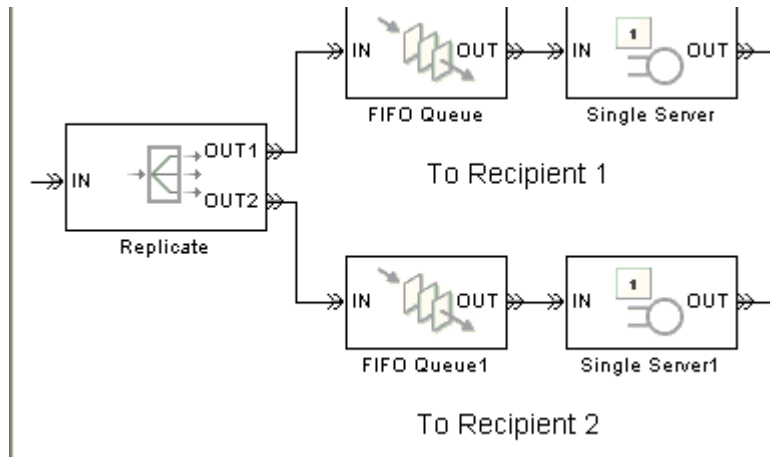 IN OUT IN 1 OUT
FIFO Queue Single Server
OUT1
IN
OUT2
To Recipient 1
Replicate
IN OUT IN 1 OUT
FIFO Queue1 Single Server1
To Recipient 2